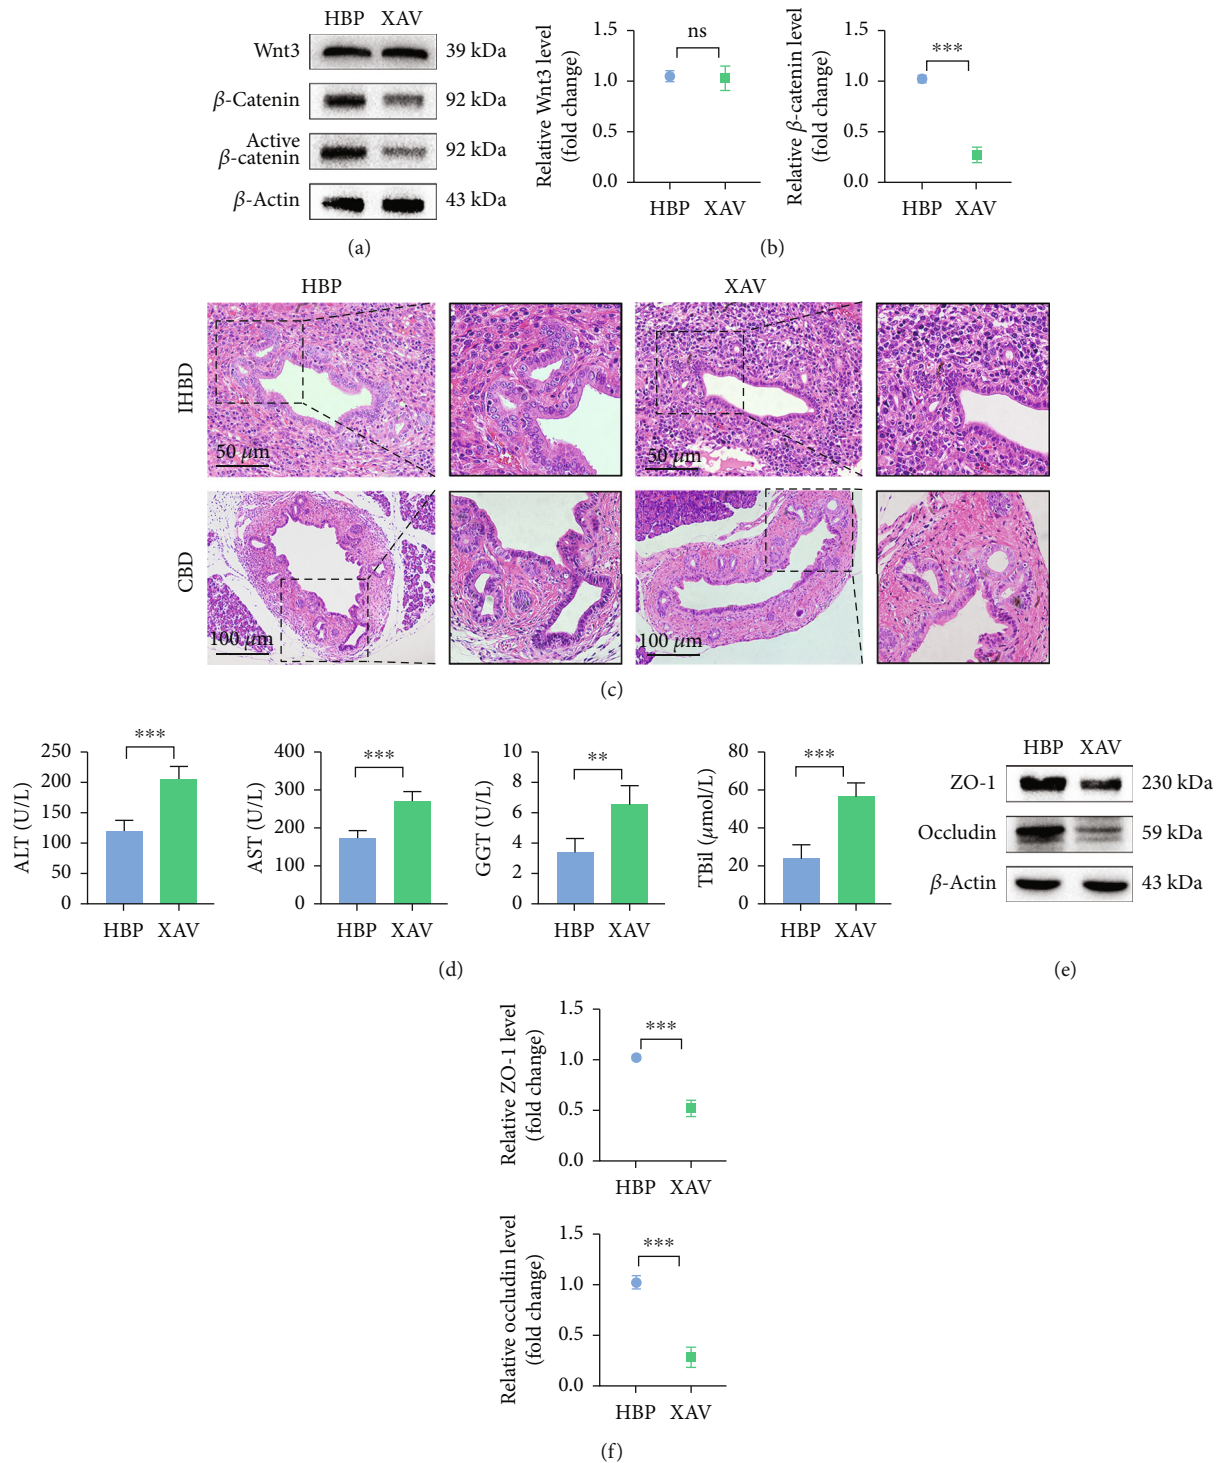 HBP XAV
Wnt3 39 kDa
β-Catenin 92 kDa
Active
β-catenin 92 kDa
β-Actin 43 kDa
(a)
Relative Wnt3 level
(fold change)
1.5
1.0
0.5
0.0
ns
HBP XAV
Relative β-catenin level
(fold change)
1.5
1.0
0.5
0.0
***
HBP XAV
(b)
HBP XAV
IHBD
50 μm
50 μm
CBD
100 μm
100 μm
(c)
ALT (U/L)
250
200
150
100
50
0
***
HBP XAV
AST (U/L)
400
300
200
100
0
***
HBP XAV
GGT (U/L)
10
8
6
4
2
0
**
HBP XAV
TBil (μmol/L)
80
60
40
20
0
***
HBP XAV
(d)
HBP XAV
ZO-1 230 kDa
Occludin 59 kDa
β-Actin 43 kDa
(e)
Relative ZO-1 level
(fold change)
1.5
1.0
0.5
0.0
***
HBP XAV
Relative occludin level
(fold change)
1.5
1.0
0.5
0.0
***
HBP XAV
(f)